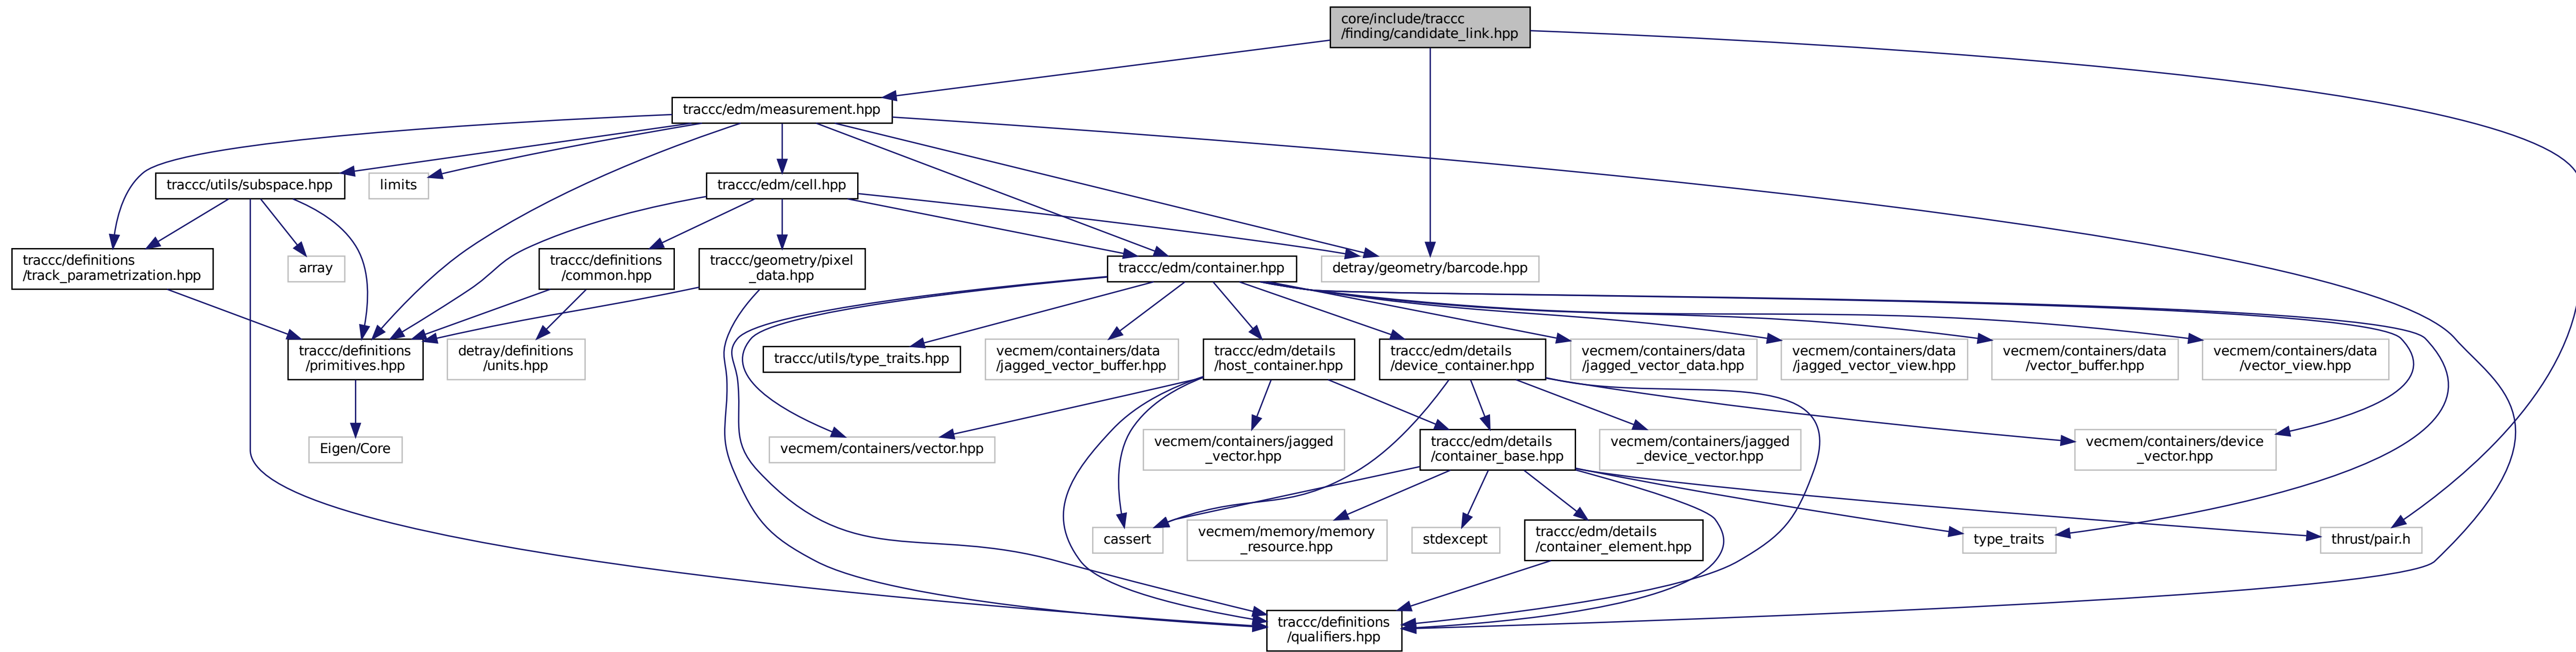 core/include/traccc
/finding/candidate_link.hpp
traccc/edm/measurement.hpp
traccc/utils/subspace.hpp
limits
traccc/edm/cell.hpp
traccc/definitions
/track_parametrization.hpp
array
traccc/definitions
/common.hpp
traccc/geometry/pixel
_data.hpp
traccc/edm/container.hpp
detray/geometry/barcode.hpp
traccc/definitions
/primitives.hpp
detray/definitions
/units.hpp
traccc/utils/type_traits.hpp
vecmem/containers/data
/jagged_vector_buffer.hpp
traccc/edm/details
/host_container.hpp
traccc/edm/details
/device_container.hpp
vecmem/containers/data
/jagged_vector_data.hpp
vecmem/containers/data
/jagged_vector_view.hpp
vecmem/containers/data
/vector_buffer.hpp
vecmem/containers/data
/vector_view.hpp
Eigen/Core
vecmem/containers/vector.hpp
vecmem/containers/jagged
_vector.hpp
traccc/edm/details
/container_base.hpp
vecmem/containers/jagged
_device_vector.hpp
vecmem/containers/device
_vector.hpp
cassert
vecmem/memory/memory
_resource.hpp
stdexcept
traccc/edm/details
/container_element.hpp
type_traits
thrust/pair.h
traccc/definitions
/qualifiers.hpp